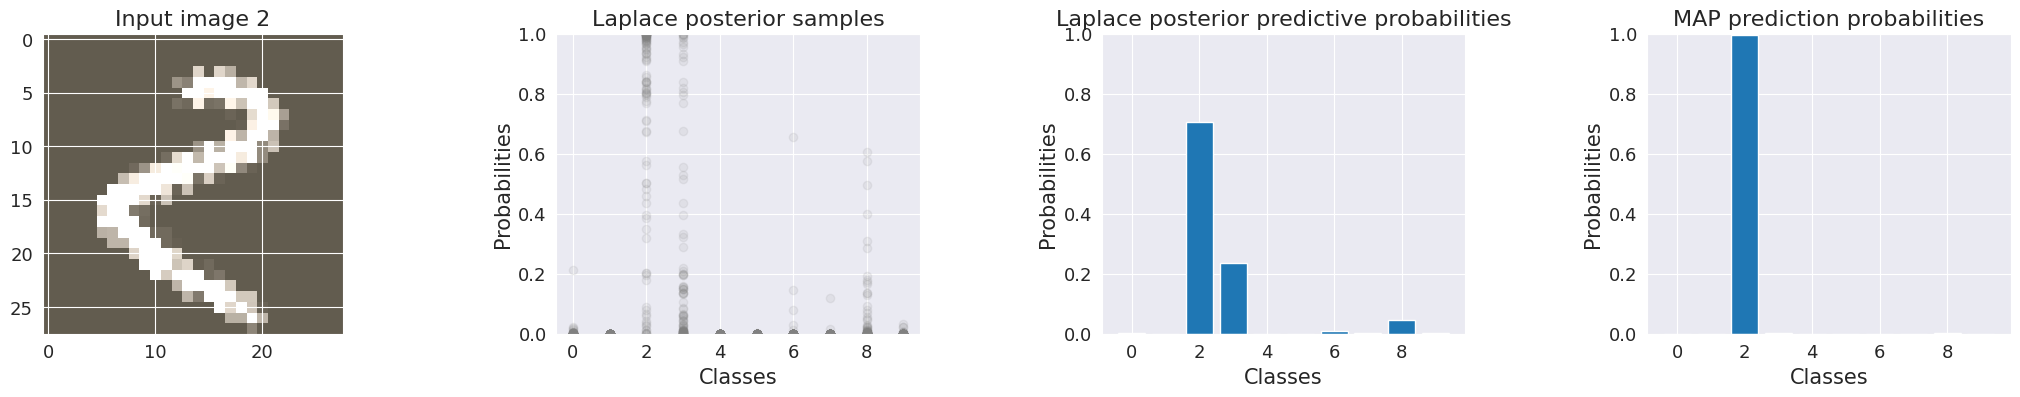 Input image 2
0
5
10
15
20
25
0 10 20
Laplace posterior samples
Probabilities
1.0
0.8
0.6
0.4
0.2
0.0
0 2 4 6 8
Classes
Laplace posterior predictive probabilities
Probabilities
1.0
0.8
0.6
0.4
0.2
0.0
0 2 4 6 8
Classes
MAP prediction probabilities
Probabilities
1.0
0.8
0.6
0.4
0.2
0.0
0 2 4 6 8
Classes